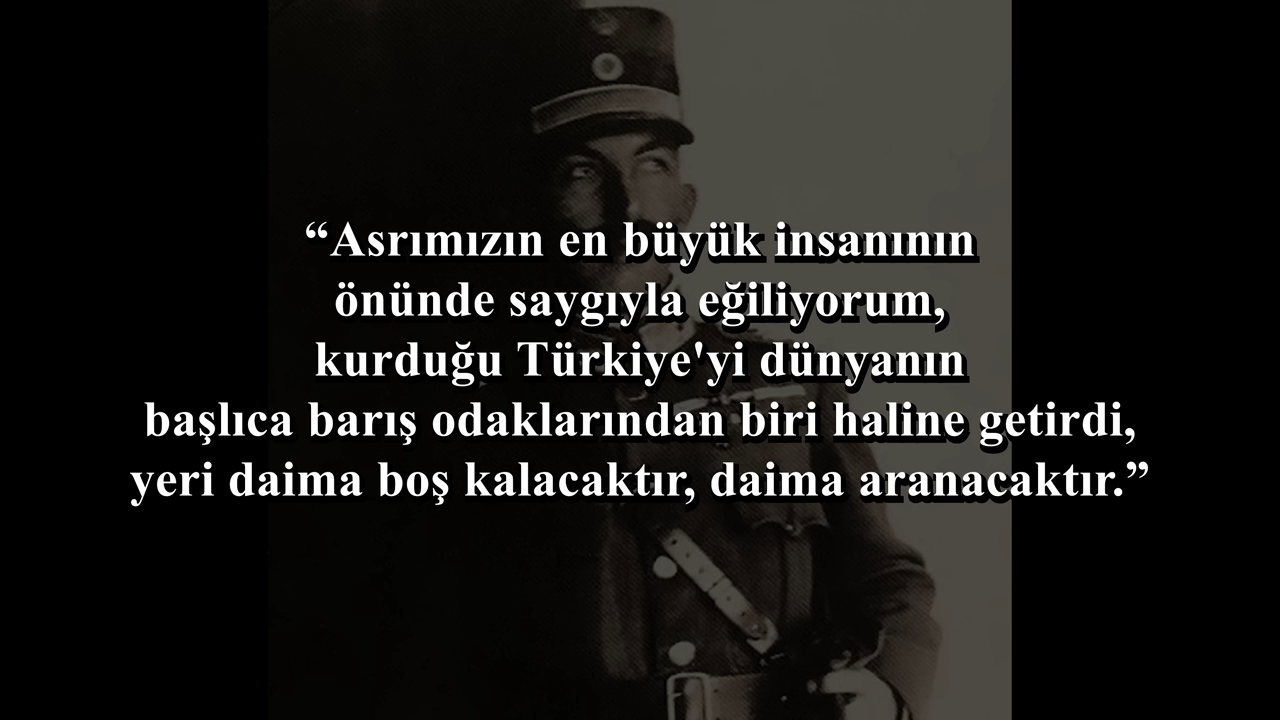 “Asrımızın en büyük insanının
önünde saygıyla eğiliyorum,
kurduğu Türkiye'yi dünyanın
başlıca barış odaklarından biri haline getirdi,
yeri daima boş kalacaktır, daima aranacaktır.”